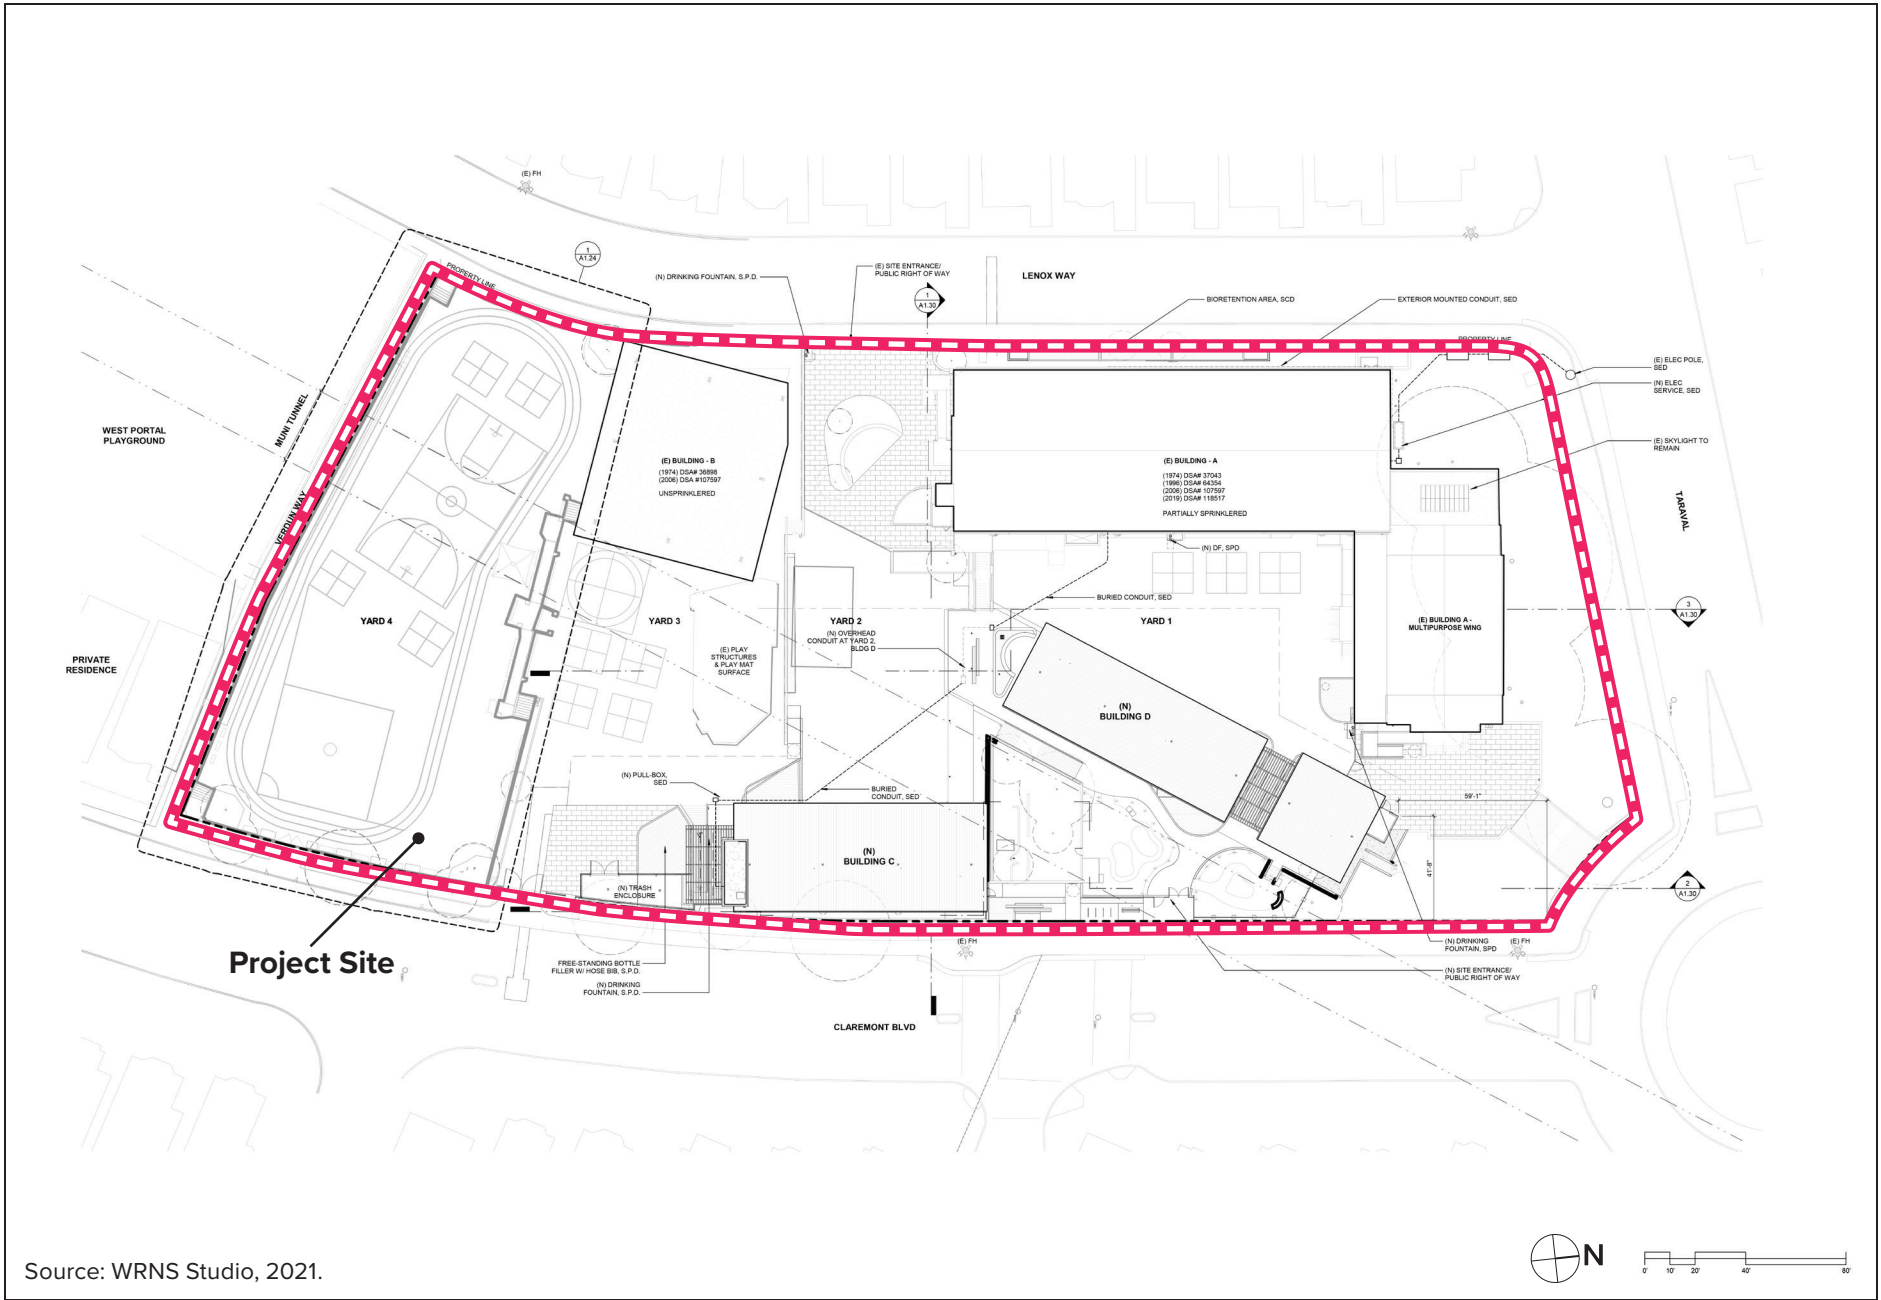 (E) FH
1
A1.24
PROPERTY LINE
(N) DRINKING FOUNTAIN, S.P.D.
(E) SITE ENTRANCE/
PUBLIC RIGHT OF WAY
1
A1.30
LENOX WAY
BIORETENTION AREA, SCD
EXTERIOR MOUNTED CONDUIT, SED
PROPERTY LINE
(E) ELEC POLE,
SED
(N) ELEC
SERVICE, SED
(E) SKYLIGHT TO
REMAIN
WEST PORTAL
PLAYGROUND
MUNI TUNNEL
VERDUN WAY
(E) BUILDING - B
(1974) DSA# 36898
(2006) DSA #107597
UNSPRINKLERED
(E) BUILDING - A
(1974) DSA# 37043
(1996) DSA# 64354
(2006) DSA# 107597
(2019) DSA# 118517
PARTIALLY SPRINKLERED
TARAVAL
(N) DF, SPD
BURIED CONDUIT, SED
YARD 4
YARD 3
YARD 2
(N) OVERHEAD
CONDUIT AT YARD 2,
BLDG D
YARD 1
(E) BUILDING A -
MULTIPURPOSE WING
3
A1.30
PRIVATE
RESIDENCE
(E) PLAY
STRUCTURES
& PLAY MAT
SURFACE
(N)
BUILDING D
(N) PULL-BOX,
SED
BURIED
CONDUIT, SED
59'-1"
41'-8"
(N)
BUILDING C
(N) TRASH
ENCLOSURE
2
A1.30
Project Site
FREE-STANDING BOTTLE
FILLER W/ HOSE BIB, S.P.D.
(N) DRINKING
FOUNTAIN, S.P.D.
(E) FH
(N) DRINKING
FOUNTAIN, SPD
(E) FH
(N) SITE ENTRANCE/
PUBLIC RIGHT OF WAY
CLAREMONT BLVD
Source: WRNS Studio, 2021.
N
0' 10' 20' 40' 80'